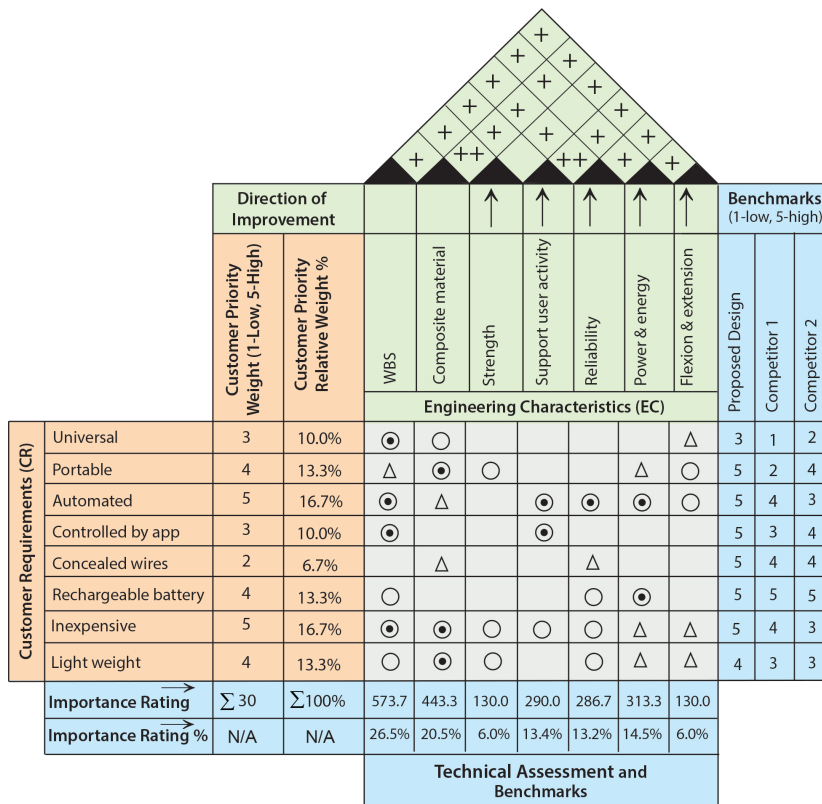 +
+ +
+ + +
+ + + +
+ + + + +
+ ++ ++ + +
Direction of
Improvement
Benchmarks
(1-low, 5-high)
Customer Priority
Weight (1-Low, 5-High)
Customer Priority
Relative Weight %
WBS
Composite material
Strength
Support user activity
Reliability
Power & energy
Flexion & extension
Proposed Design
Competitor 1
Competitor 2
Engineering Characteristics (EC)
Customer Requirements (CR)
Universal 3 10.0% 3 1 2
Portable 4 13.3% 5 2 4
Automated 5 16.7% 5 4 3
Controlled by app 3 10.0% 5 3 4
Concealed wires 2 6.7% 5 4 4
Rechargeable battery 4 13.3% 5 5 5
Inexpensive 5 16.7% 5 4 3
Light weight 4 13.3% 4 3 3
Importance Rating ∑ 30 ∑100% 573.7 443.3 130.0 290.0 286.7 313.3 130.0
Importance Rating % N/A N/A 26.5% 20.5% 6.0% 13.4% 13.2% 14.5% 6.0%
Technical Assessment and
Benchmarks